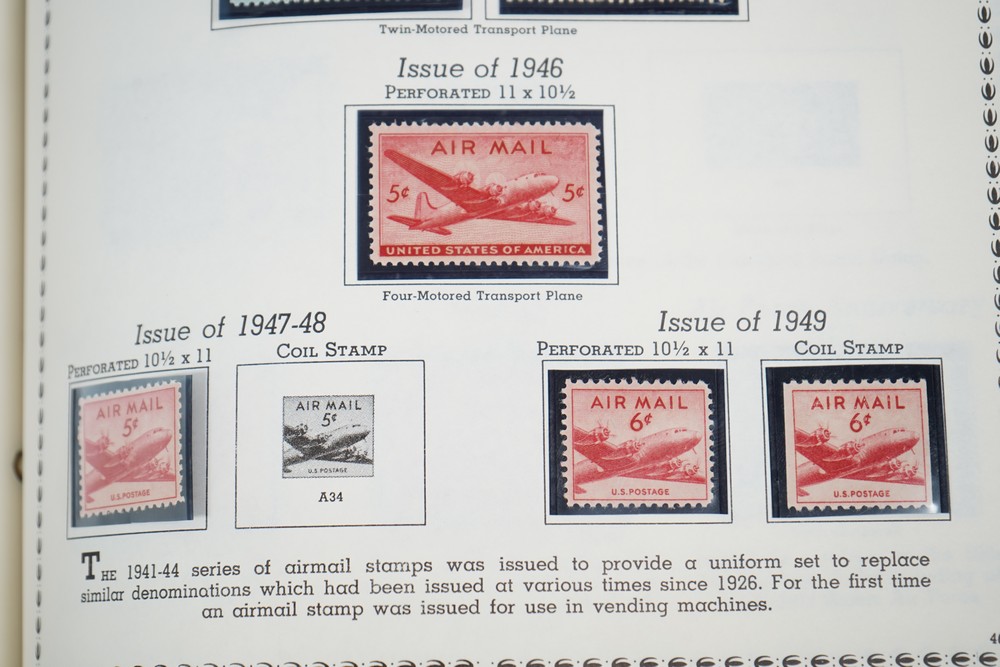 Twin-Motored Transport Plane
Issue of 1946
PERFORATED 11 x 10½
AIR MAIL
5¢ 5¢
UNITED STATES OF AMERICA
Four-Motored Transport Plane
Issue of 1947-48
PERFORATED 10½ x 11
COIL STAMP
AIR MAIL
5¢
U.S. POSTAGE
AIR MAIL
5¢
U.S. POSTAGE
A34
Issue of 1949
PERFORATED 10½ x 11
COIL STAMP
AIR MAIL
6¢
U.S. POSTAGE
AIR MAIL
6¢
U.S. POSTAGE
THE 1941-44 series of airmail stamps was issued to provide a uniform set to replace
similar denominations which had been issued at various times since 1926. For the first time
an airmail stamp was issued for use in vending machines.